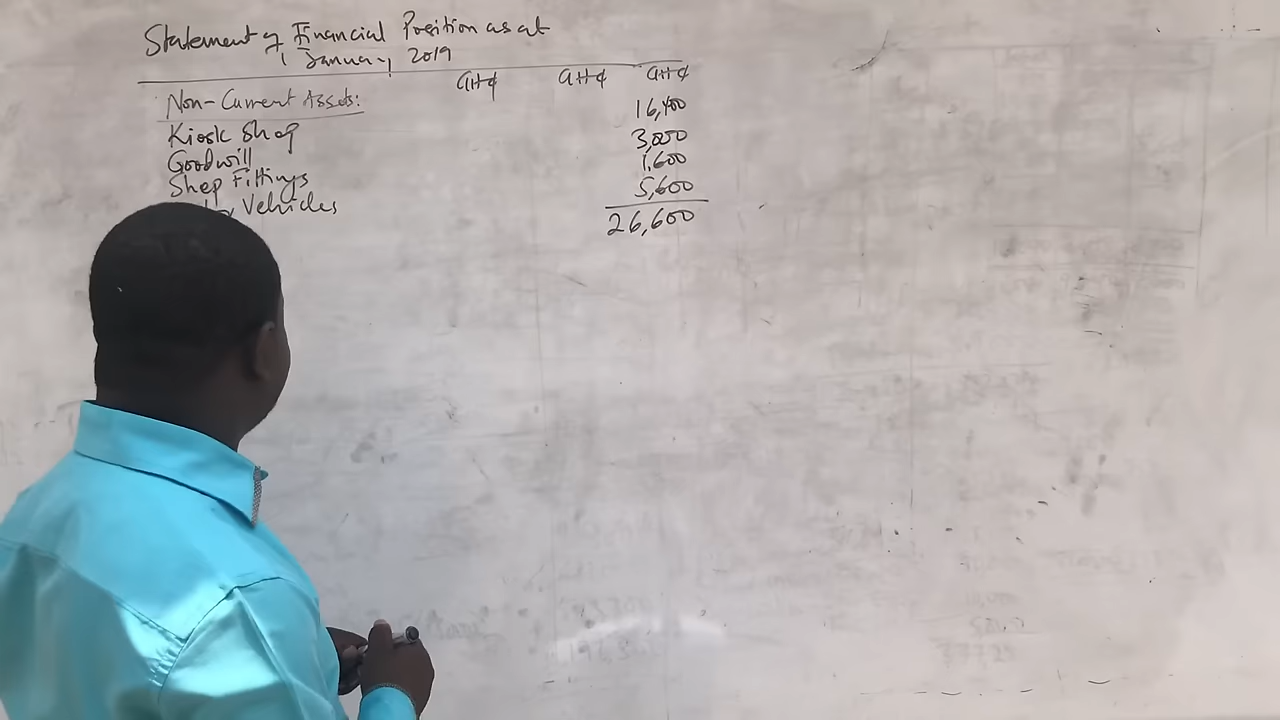 Statement of Financial Position as at
1 January 2019
GH¢ GH¢ GH¢
Non-Current Assets:
Kiosk Shop 16,400
Goodwill 3,000
Shop Fittings 1,600
Vehicles 5,600
26,600